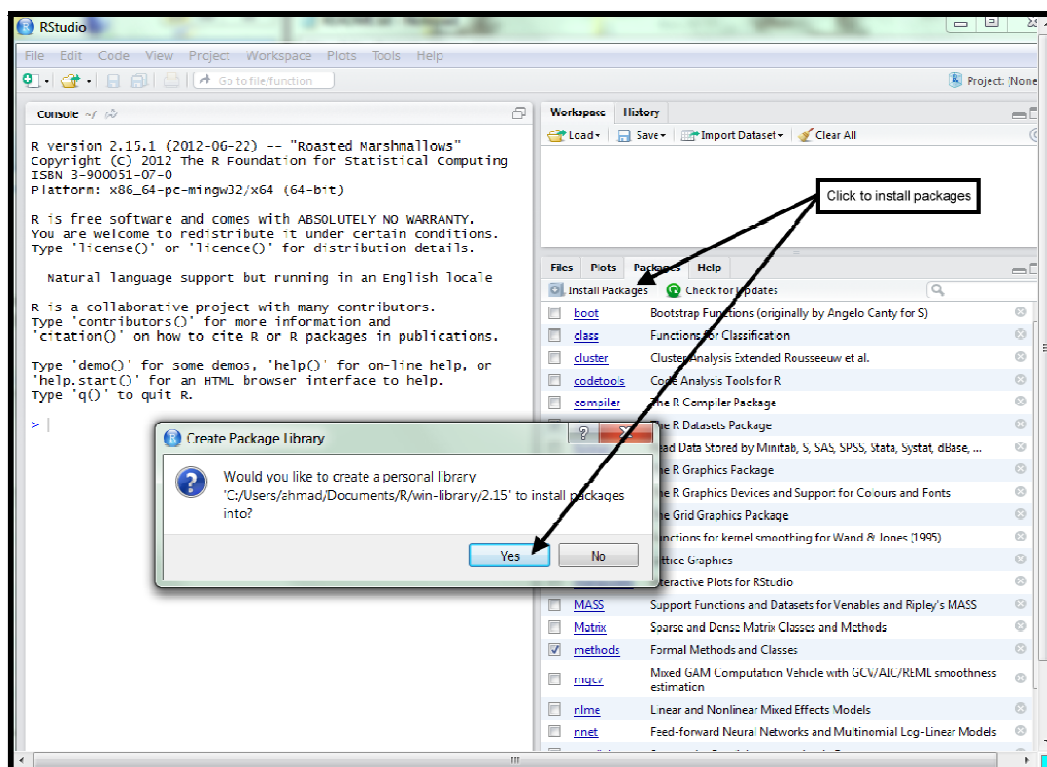 RStudio
File Edit Code View Project Workspace Plots Tools Help
Go to file/function
Project: (None
Console ~/
R version 2.15.1 (2012-06-22) -- "Roasted Marshmallows"
Copyright (C) 2012 The R Foundation for Statistical Computing
ISBN 3-900051-07-0
Platform: x86_64-pc-mingw32/x64 (64-bit)
R is free software and comes with ABSOLUTELY NO WARRANTY.
You are welcome to redistribute it under certain conditions.
Type 'license()' or 'licence()' for distribution details.
Natural language support but running in an English locale
R is a collaborative project with many contributors.
Type 'contributors()' for more information and
'citation()' on how to cite R or R packages in publications.
Type 'demo()' for some demos, 'help()' for on-line help, or
'help.start()' for an HTML browser interface to help.
Type 'q()' to quit R.
>
Workspace History
Load Save Import Dataset Clear All
Click to install packages
Files Plots Packages Help
Install Packages Check for Updates
boot Bootstrap Functions (originally by Angelo Canty for S)
class Functions for Classification
cluster Cluster Analysis Extended Rousseeuw et al.
codetools Code Analysis Tools for R
compiler The R Compiler Package
The R Datasets Package
Read Data Stored by Minitab, S, SAS, SPSS, Stata, Systat, dBase, ...
The R Graphics Package
The R Graphics Devices and Support for Colours and Fonts
The Grid Graphics Package
Functions for kernel smoothing for Wand & Jones (1995)
Lattice Graphics
Interactive Plots for RStudio
MASS Support Functions and Datasets for Venables and Ripley's MASS
Matrix Sparse and Dense Matrix Classes and Methods
methods Formal Methods and Classes
mgcv Mixed GAM Computation Vehicle with GCV/AIC/REML smoothness
estimation
nlme Linear and Nonlinear Mixed Effects Models
nnet Feed-forward Neural Networks and Multinomial Log-Linear Models
Create Package Library
Would you like to create a personal library
'C:/Users/ahmad/Documents/R/win-library/2.15' to install packages
into?
Yes No